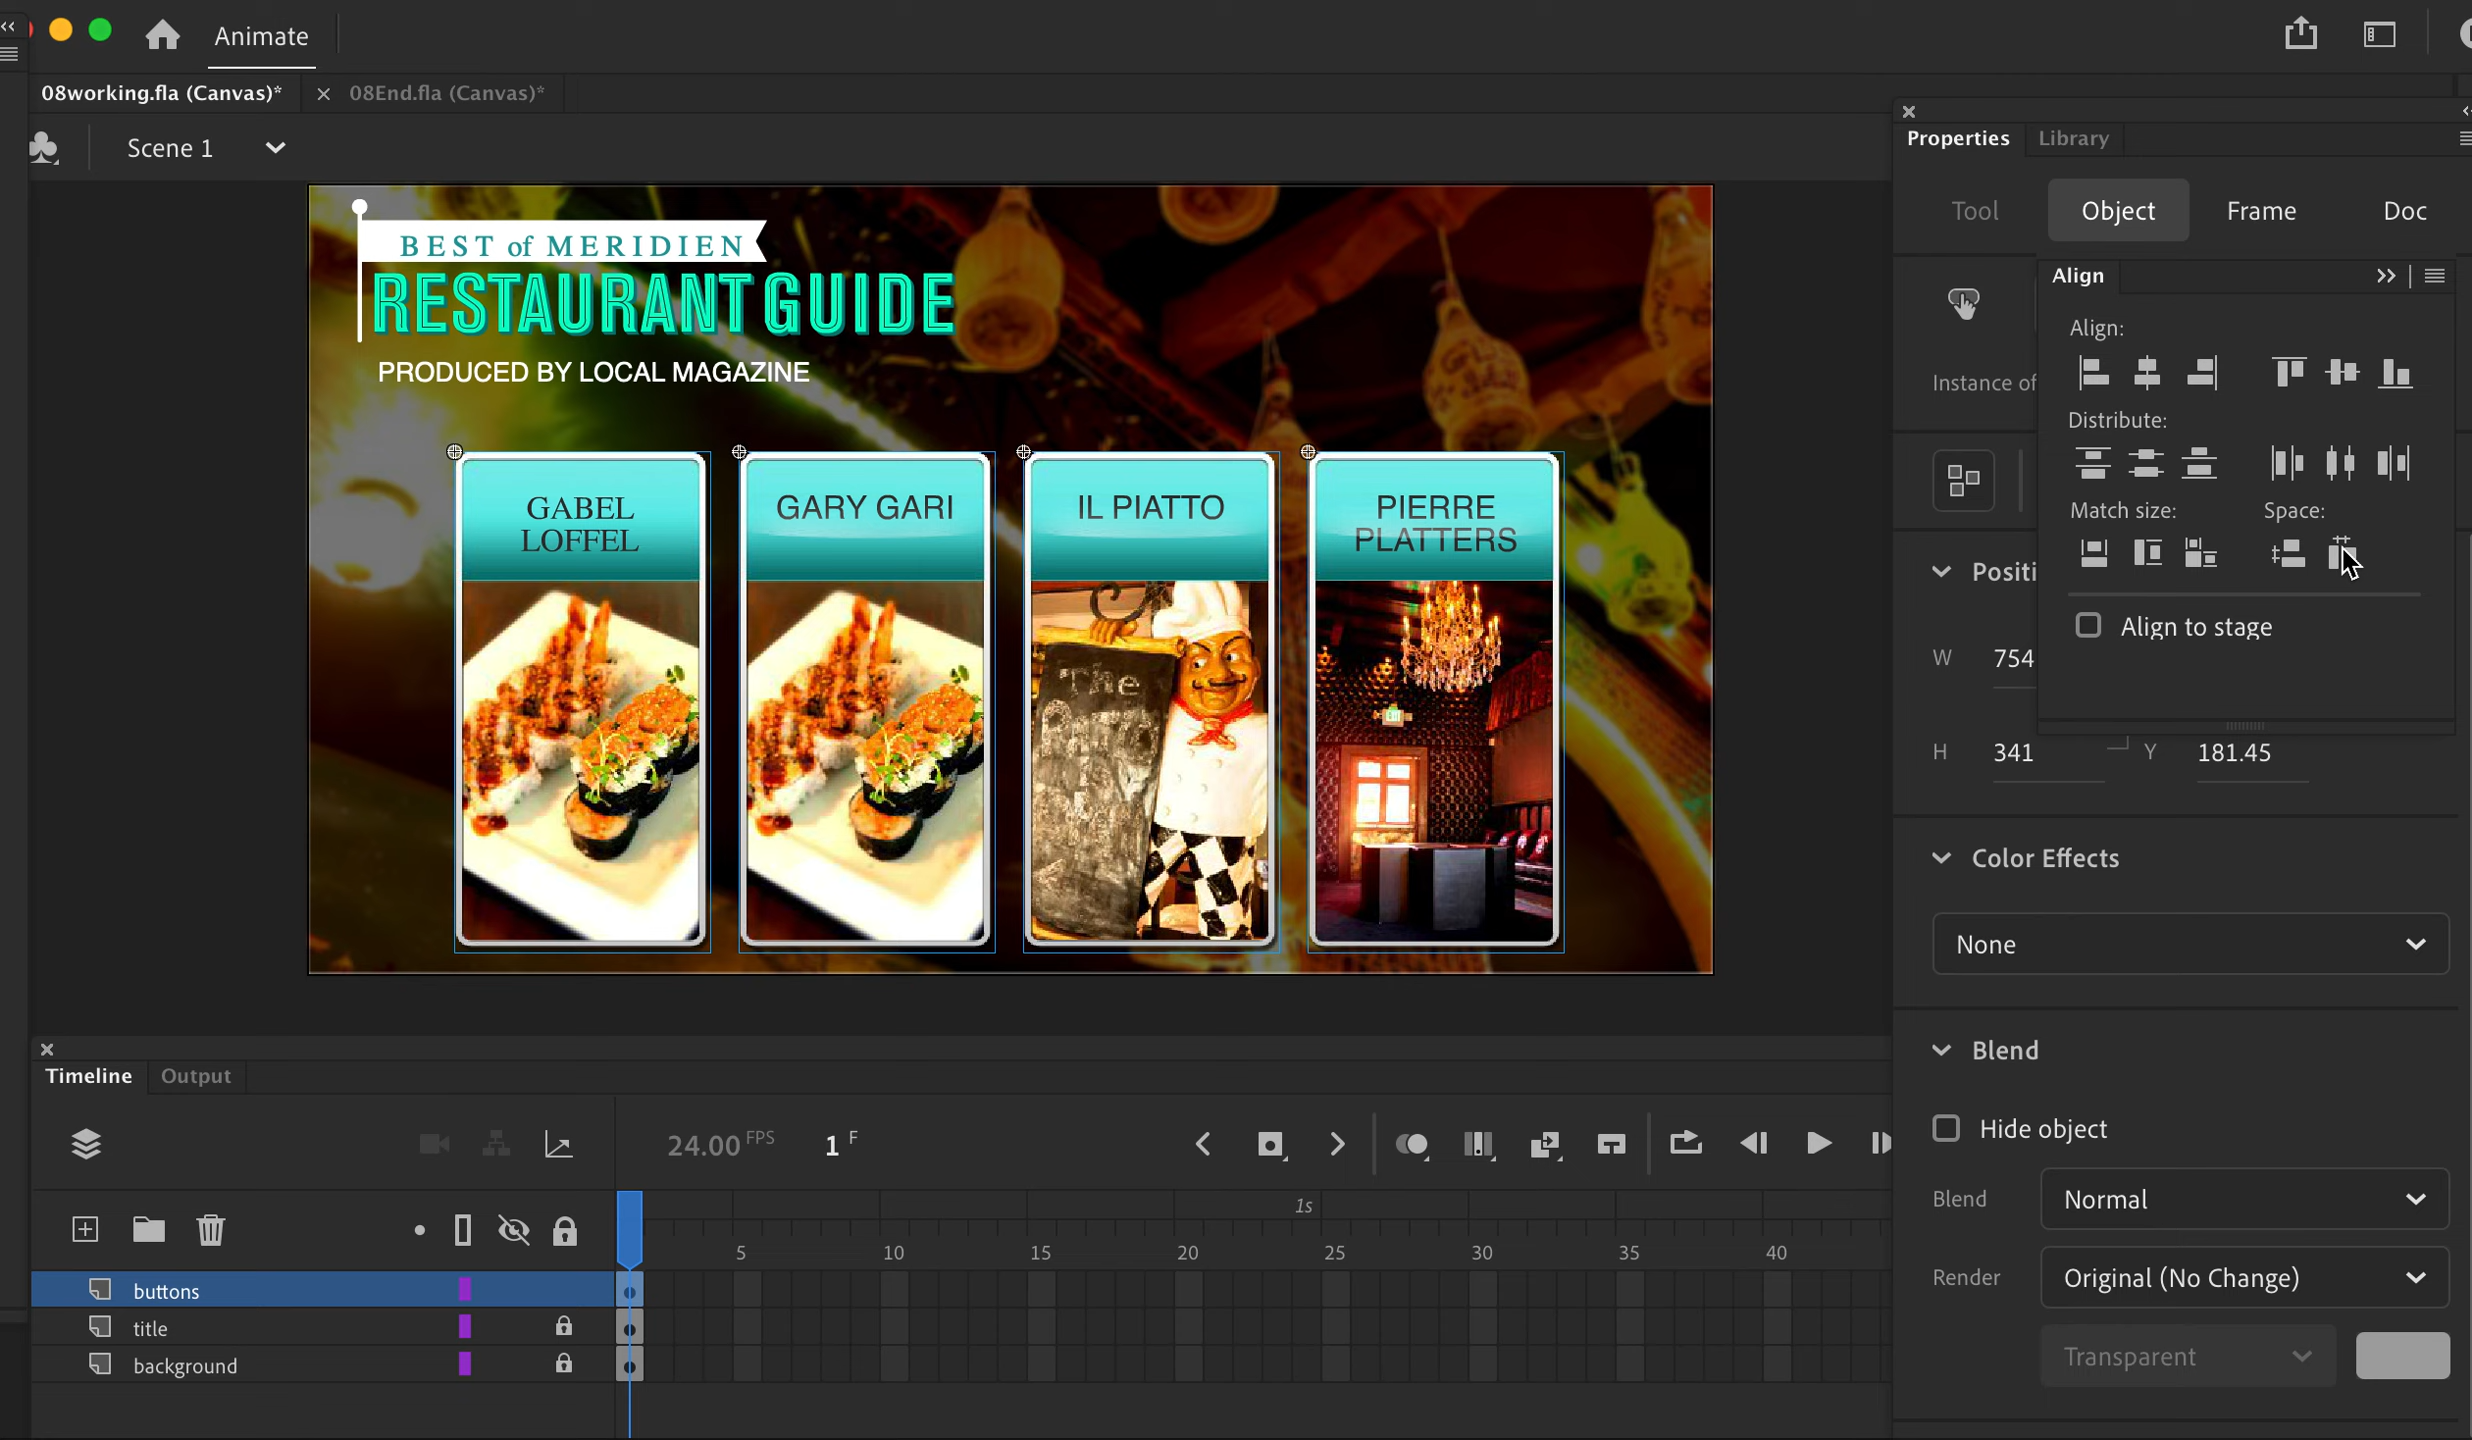 Animate
08working.fla (Canvas)*
08End.fla (Canvas)*
Scene 1
Properties
Library
Tool
Object
Frame
Doc
Align
Align:
Instance of
Distribute:
Match size:
Space:
Positi
Align to stage
W 754
H 341 Y 181.45
Color Effects
None
Blend
Hide object
Blend Normal
Render Original (No Change)
Transparent
BEST of MERIDIEN
RESTAURANT GUIDE
PRODUCED BY LOCAL MAGAZINE
GABEL
LOFFEL
GARY GARI
IL PIATTO
PIERRE
PLATTERS
The
Timeline
Output
24.00 FPS 1 F
1s
5 10 15 20 25 30 35 40
buttons
title
background